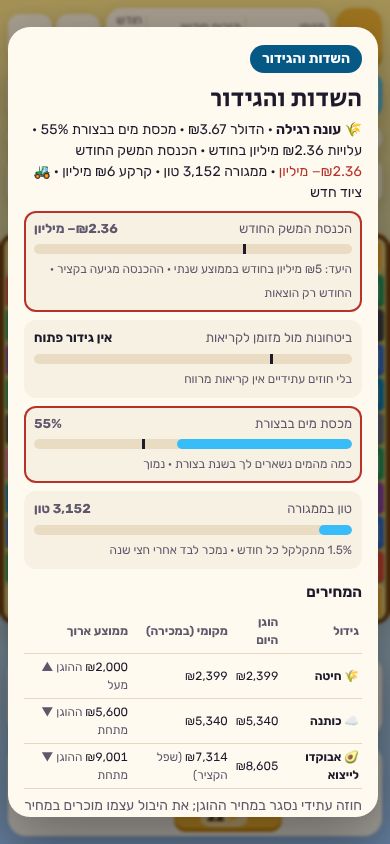 השדות והגידור
השדות והגידור
🌾 עונה רגילה • הדולר ₪3.67 • מכסת מים בבצורת 55% •
עלויות ₪2.36 מיליון בחודש • הכנסת המשק החודש
₪2.36– מיליון • ממגורה 3,152 טון • קרקע ₪6 מיליון • 🚜
ציוד חדש
הכנסת המשק החודש ₪2.36– מיליון
היעד: ₪5 מיליון בחודש בממוצע שנתי • ההכנסה מגיעה בקציר •
החודש רק הוצאות
ביטחונות מול מזומן לקריאות אין גידור פתוח
בלי חוזים עתידיים אין קריאות מרווח
מכסת מים בבצורת 55%
כמה מהמים נשארים לך בשנת בצורת • נמוך
טון בממגורה 3,152 טון
1.5% מתקלקל כל חודש • נמכר לבד אחרי חצי שנה
המחירים
גידול הוגן היום מקומי (במכירה) ממוצע ארוך
🌾 חיטה ₪2,399 ₪2,399 ₪2,000 ההוגן ▲ מעל
☁️ כותנה ₪5,340 ₪5,340 ₪5,600 ההוגן ▼ מתחת
🥑 אבוקדו לייצוא ₪8,605 ₪7,314 (שפל הקציר) ₪9,001 ההוגן ▼ מתחת
חוזה עתידי נסגר במחיר ההוגן; את היבול עצמו מוכרים במחיר